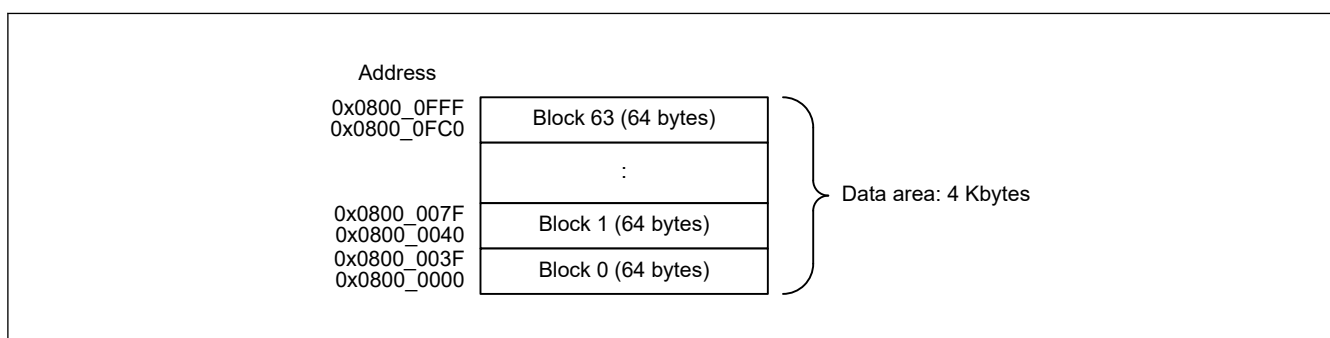 Address
0x0800_0FFF
0x0800_0FC0
Block 63 (64 bytes)
:
Data area: 4 Kbytes
0x0800_007F
0x0800_0040
Block 1 (64 bytes)
0x0800_003F
0x0800_0000
Block 0 (64 bytes)